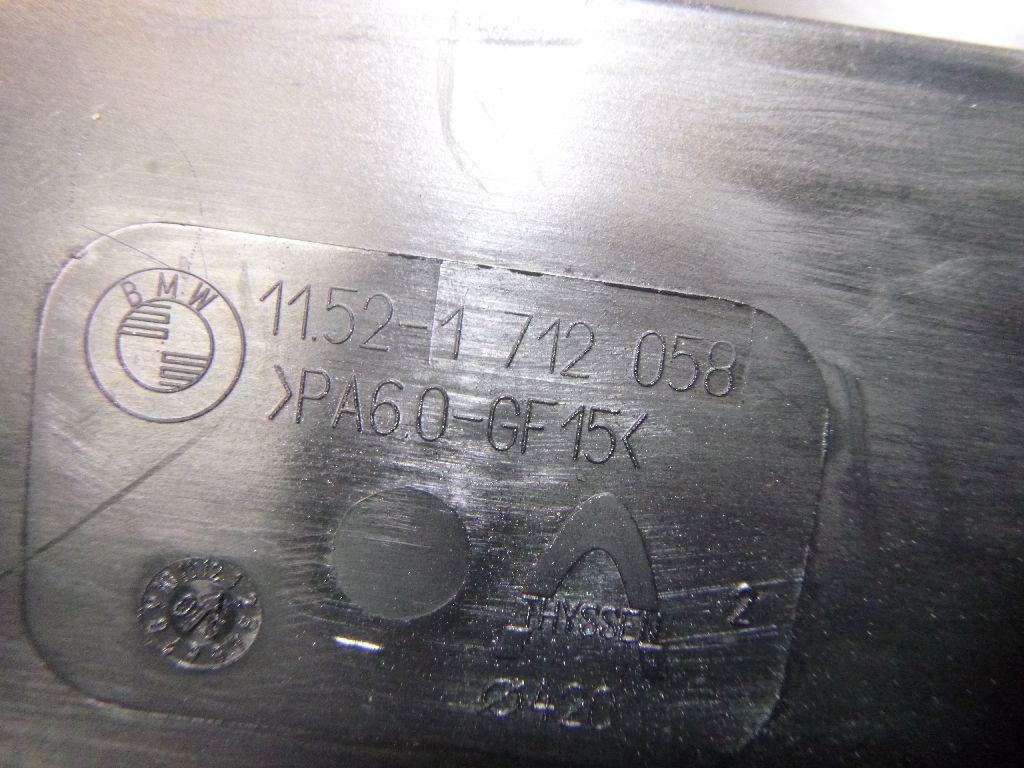 BMW
11.52-1 712 058
>PA6.0-GF15<
THYSSEN
2